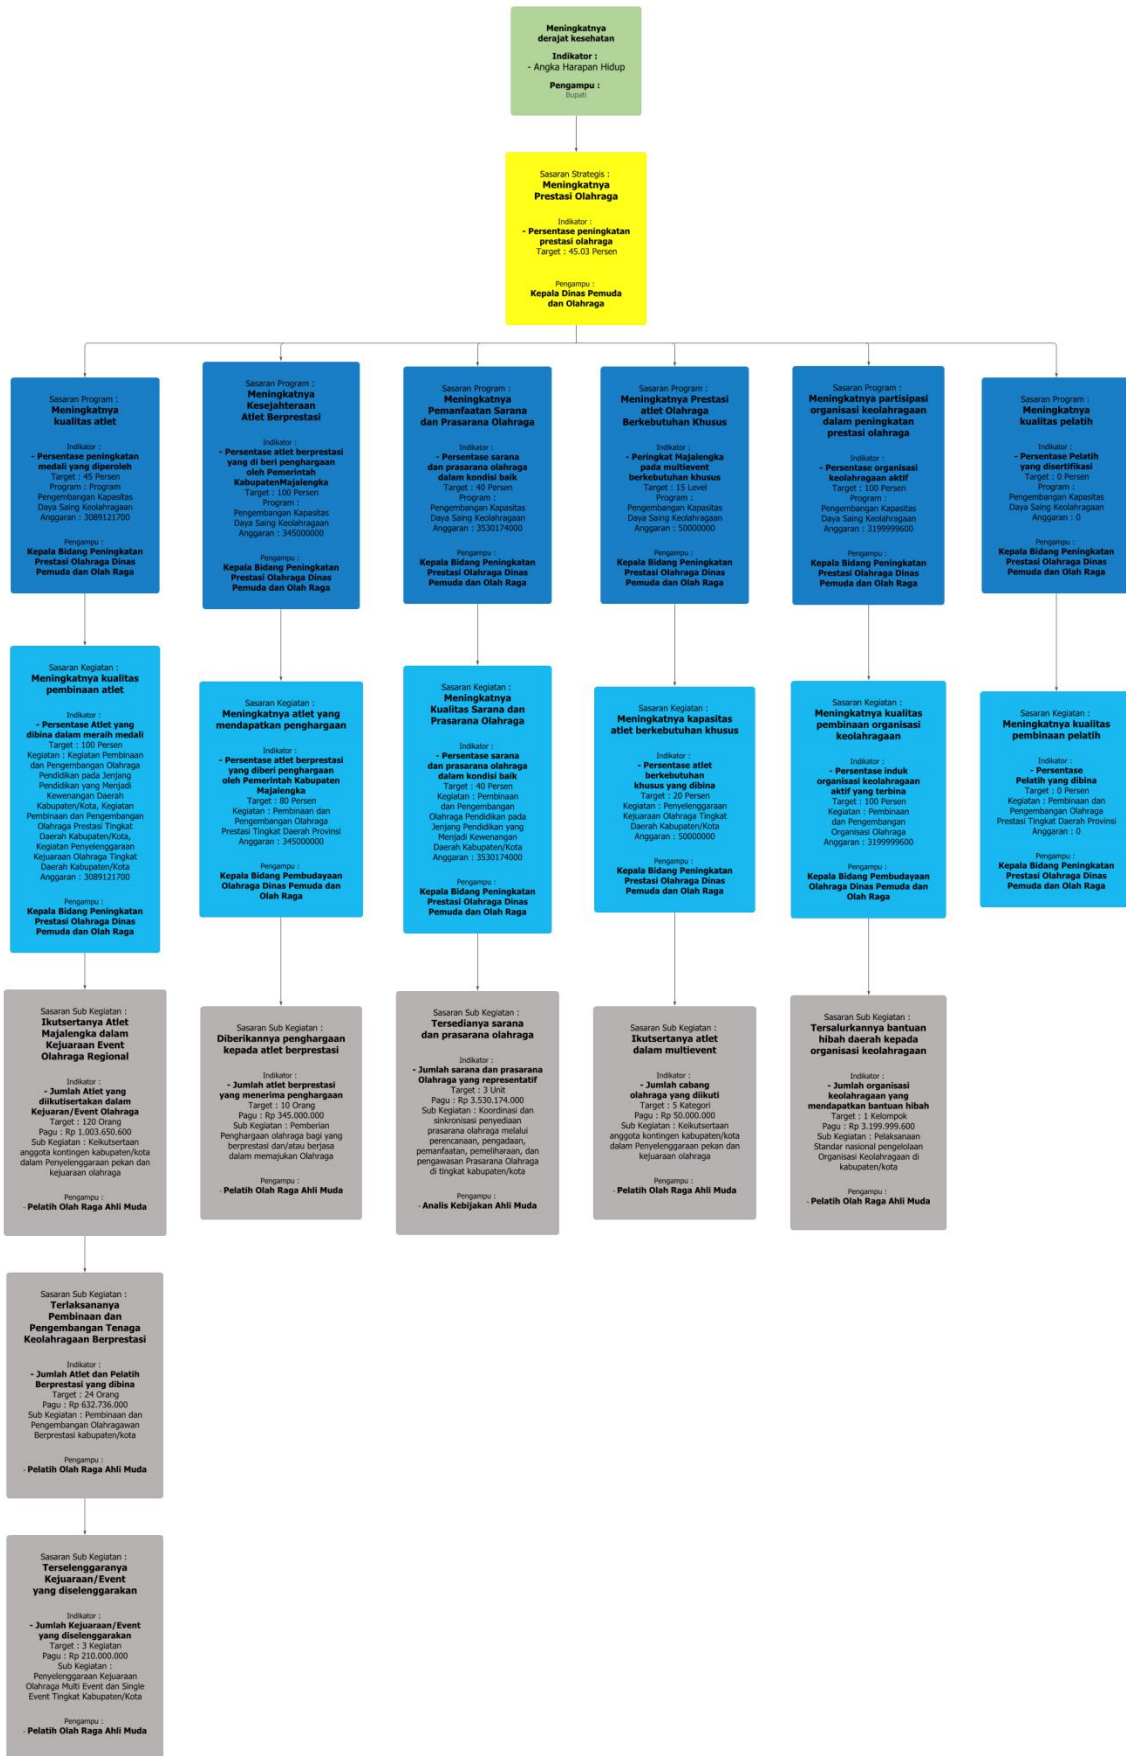 Meningkatnya
derajat kesehatan
Indikator :
- Angka Harapan Hidup
Pengampu :
Bupati
Sasaran Strategis :
Meningkatnya
Prestasi Olahraga
Indikator :
- Persentase peningkatan
prestasi olahraga
Target : 45.03 Persen
Pengampu :
Kepala Dinas Pemuda
dan Olahraga
Sasaran Program :
Meningkatnya
kualitas atlet
Indikator :
- Persentase peningkatan
medali yang diperoleh
Target : 45 Persen
Program : Program
Pengembangan Kapasitas
Daya Saing Keolahragaan
Anggaran : 3089121700
Pengampu :
Kepala Bidang Peningkatan
Prestasi Olahraga Dinas
Pemuda dan Olah Raga
Sasaran Program :
Meningkatnya
Kesejahteraan
Atlet Berprestasi
Indikator :
- Persentase atlet berprestasi
yang di beri penghargaan
oleh Pemerintah
KabupatenMajalengka
Target : 100 Persen
Program :
Pengembangan Kapasitas
Daya Saing Keolahragaan
Anggaran : 345000000
Pengampu :
Kepala Bidang Peningkatan
Prestasi Olahraga Dinas
Pemuda dan Olah Raga
Sasaran Program :
Meningkatnya
Pemanfaatan Sarana
dan Prasarana Olahraga
Indikator :
- Persentase sarana
dan prasarana olahraga
dalam kondisi baik
Target : 40 Persen
Program :
Pengembangan Kapasitas
Daya Saing Keolahragaan
Anggaran : 3530174000
Pengampu :
Kepala Bidang Peningkatan
Prestasi Olahraga Dinas
Pemuda dan Olah Raga
Sasaran Program :
Meningkatnya Prestasi
atlet Olahraga
Berkebutuhan Khusus
Indikator :
- Peringkat Majalengka
pada multievent
berkebutuhan khusus
Target : 15 Level
Program :
Pengembangan Kapasitas
Daya Saing Keolahragaan
Anggaran : 50000000
Pengampu :
Kepala Bidang Peningkatan
Prestasi Olahraga Dinas
Pemuda dan Olah Raga
Sasaran Program :
Meningkatnya partisipasi
organisasi keolahragaan
dalam peningkatan
prestasi olahraga
Indikator :
- Persentase organisasi
keolahragaan aktif
Target : 100 Persen
Program :
Pengembangan Kapasitas
Daya Saing Keolahragaan
Anggaran : 3199999600
Pengampu :
Kepala Bidang Peningkatan
Prestasi Olahraga Dinas
Pemuda dan Olah Raga
Sasaran Program :
Meningkatnya
kualitas pelatih
Indikator :
- Persentase Pelatih
yang disertifikasi
Target : 0 Persen
Program :
Pengembangan Kapasitas
Daya Saing Keolahragaan
Anggaran : 0
Pengampu :
Kepala Bidang Peningkatan
Prestasi Olahraga Dinas
Pemuda dan Olah Raga
Sasaran Kegiatan :
Meningkatnya kualitas
pembinaan atlet
Indikator :
- Persentase Atlet yang
dibina dalam meraih medali
Target : 100 Persen
Kegiatan : Kegiatan Pembinaan
dan Pengembangan Olahraga
Pendidikan pada Jenjang
Pendidikan yang Menjadi
Kewenangan Daerah
Kabupaten/Kota, Kegiatan
Pembinaan dan Pengembangan
Olahraga Prestasi Tingkat
Daerah Kabupaten/Kota,
Kegiatan Penyelenggaraan
Kejuaraan Olahraga Tingkat
Daerah Kabupaten/Kota
Anggaran : 3089121700
Pengampu :
Kepala Bidang Peningkatan
Prestasi Olahraga Dinas
Pemuda dan Olah Raga
Sasaran Kegiatan :
Meningkatnya atlet yang
mendapatkan penghargaan
Indikator :
- Persentase atlet berprestasi
yang diberi penghargaan
oleh Pemerintah Kabupaten
Majalengka
Target : 80 Persen
Kegiatan : Pembinaan dan
Pengembangan Olahraga
Prestasi Tingkat Daerah Provinsi
Anggaran : 345000000
Pengampu :
Kepala Bidang Pembudayaan
Olahraga Dinas Pemuda dan
Olah Raga
Sasaran Kegiatan :
Meningkatnya
Kualitas Sarana dan
Prasarana Olahraga
Indikator :
- Persentase sarana
dan prasarana olahraga
dalam kondisi baik
Target : 40 Persen
Kegiatan : Pembinaan
dan Pengembangan
Olahraga Pendidikan pada
Jenjang Pendidikan yang
Menjadi Kewenangan
Daerah Kabupaten/Kota
Anggaran : 3530174000
Pengampu :
Kepala Bidang Peningkatan
Prestasi Olahraga Dinas
Pemuda dan Olah Raga
Sasaran Kegiatan :
Meningkatnya kapasitas
atlet berkebutuhan khusus
Indikator :
- Persentase atlet
berkebutuhan
khusus yang dibina
Target : 20 Persen
Kegiatan : Penyelenggaraan
Kejuaraan Olahraga Tingkat
Daerah Kabupaten/Kota
Anggaran : 50000000
Pengampu :
Kepala Bidang Peningkatan
Prestasi Olahraga Dinas
Pemuda dan Olah Raga
Sasaran Kegiatan :
Meningkatnya kualitas
pembinaan organisasi
keolahragaan
Indikator :
- Persentase induk
organisasi keolahragaan
aktif yang terbina
Target : 100 Persen
Kegiatan : Pembinaan
dan Pengembangan
Organisasi Olahraga
Anggaran : 3199999600
Pengampu :
Kepala Bidang Pembudayaan
Olahraga Dinas Pemuda dan
Olah Raga
Sasaran Kegiatan :
Meningkatnya kualitas
pembinaan pelatih
Indikator :
- Persentase
Pelatih yang dibina
Target : 0 Persen
Kegiatan : Pembinaan dan
Pengembangan Olahraga
Prestasi Tingkat Daerah Provinsi
Anggaran : 0
Pengampu :
Kepala Bidang Peningkatan
Prestasi Olahraga Dinas
Pemuda dan Olah Raga
Sasaran Sub Kegiatan :
Ikutsertanya Atlet
Majalengka dalam
Kejuaraan Event
Olahraga Regional
Indikator :
- Jumlah Atlet yang
diikutisertakan dalam
Kejuaran/Event Olahraga
Target : 120 Orang
Pagu : Rp 1.003.650.600
Sub Kegiatan : Keikutsertaan
anggota kontingen kabupaten/kota
dalam Penyelenggaraan pekan dan
kejuaraan olahraga
Pengampu :
- Pelatih Olah Raga Ahli Muda
Sasaran Sub Kegiatan :
Diberikannya penghargaan
kepada atlet berprestasi
Indikator :
- Jumlah atlet berprestasi
yang menerima penghargaan
Target : 10 Orang
Pagu : Rp 345.000.000
Sub Kegiatan : Pemberian
Penghargaan olahraga bagi yang
berprestasi dan/atau berjasa
dalam memajukan Olahraga
Pengampu :
- Pelatih Olah Raga Ahli Muda
Sasaran Sub Kegiatan :
Tersedianya sarana
dan prasarana olahraga
Indikator :
- Jumlah sarana dan prasarana
Olahraga yang representatif
Target : 3 Unit
Pagu : Rp 3.530.174.000
Sub Kegiatan : Koordinasi dan
sinkronisasi penyediaan
prasarana olahraga melalui
perencanaan, pengadaan,
pemanfaatan, pemeliharaan, dan
pengawasan Prasarana Olahraga
di tingkat kabupaten/kota
Pengampu :
- Analis Kebijakan Ahli Muda
Sasaran Sub Kegiatan :
Ikutsertanya atlet
dalam multievent
Indikator :
- Jumlah cabang
olahraga yang diikuti
Target : 5 Kategori
Pagu : Rp 50.000.000
Sub Kegiatan : Keikutsertaan
anggota kontingen kabupaten/kota
dalam Penyelenggaraan pekan dan
kejuaraan olahraga
Pengampu :
- Pelatih Olah Raga Ahli Muda
Sasaran Sub Kegiatan :
Tersalurkannya bantuan
hibah daerah kepada
organisasi keolahragaan
Indikator :
- Jumlah organisasi
keolahragaan yang
mendapatkan bantuan hibah
Target : 1 Kelompok
Pagu : Rp 3.199.999.600
Sub Kegiatan : Pelaksanaan
Standar nasional pengelolaan
Organisasi Keolahragaan di
kabupaten/kota
Pengampu :
- Pelatih Olah Raga Ahli Muda
Sasaran Sub Kegiatan :
Terlaksananya
Pembinaan dan
Pengembangan Tenaga
Keolahragaan Berprestasi
Indikator :
- Jumlah Atlet dan Pelatih
Berprestasi yang dibina
Target : 24 Orang
Pagu : Rp 632.736.000
Sub Kegiatan : Pembinaan dan
Pengembangan Olahragawan
Berprestasi kabupaten/kota
Pengampu :
- Pelatih Olah Raga Ahli Muda
Sasaran Sub Kegiatan :
Terselenggaranya
Kejuaraan/Event
yang diselenggarakan
Indikator :
- Jumlah Kejuaraan/Event
yang diselenggarakan
Target : 3 Kegiatan
Pagu : Rp 210.000.000
Sub Kegiatan :
Penyelenggaraan Kejuaraan
Olahraga Multi Event dan Single
Event Tingkat Kabupaten/Kota
Pengampu :
- Pelatih Olah Raga Ahli Muda